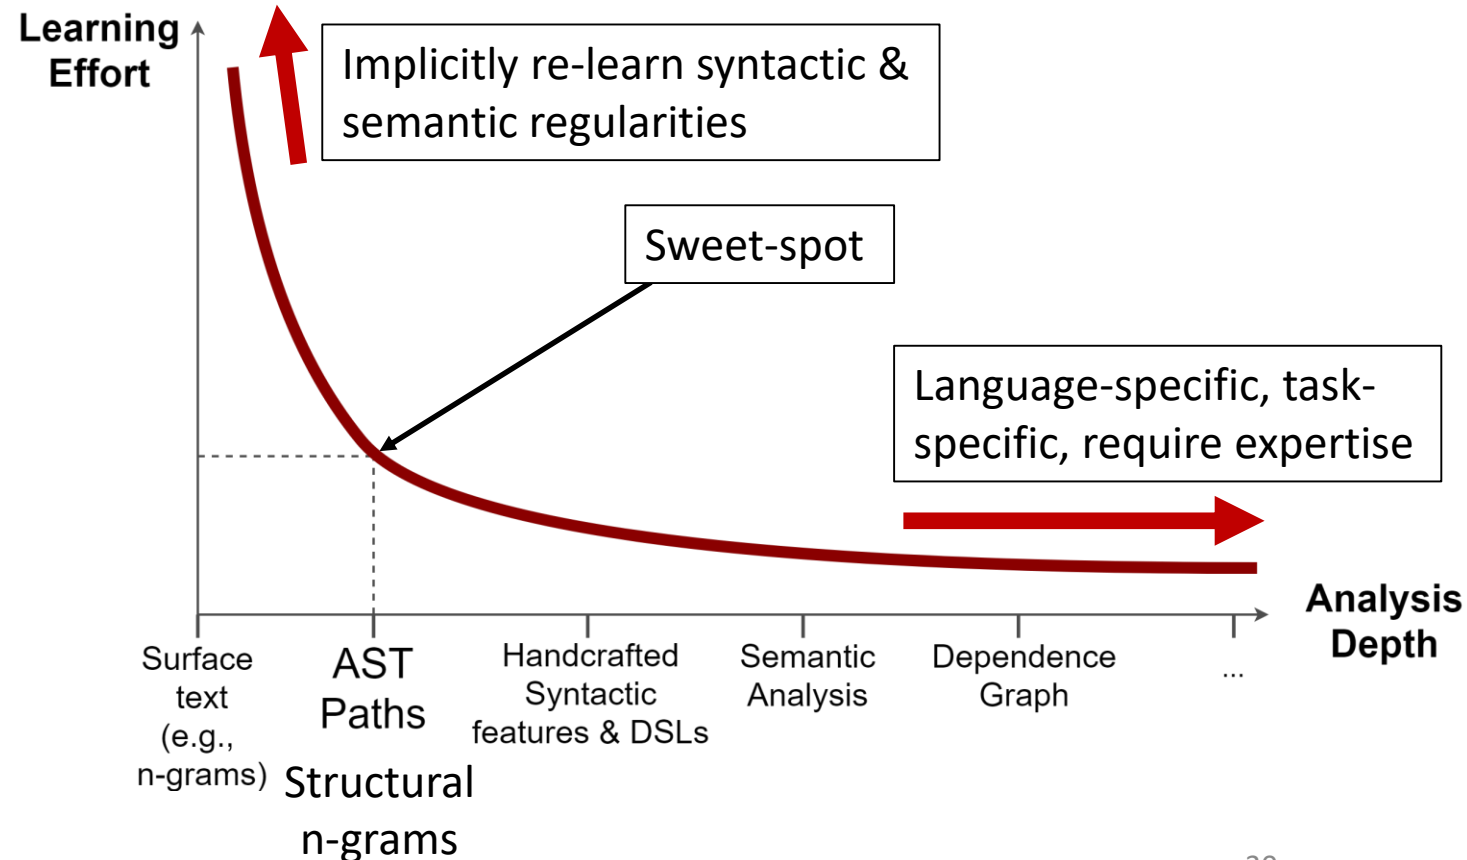 Learning
Effort
Implicitly re-learn syntactic &
semantic regularities
Sweet-spot
Language-specific, task-
specific, require expertise
Analysis
Depth
Surface
text
(e.g.,
n-grams)
AST
Paths
Structural
n-grams
Handcrafted
Syntactic
features & DSLs
Semantic
Analysis
Dependence
Graph
...